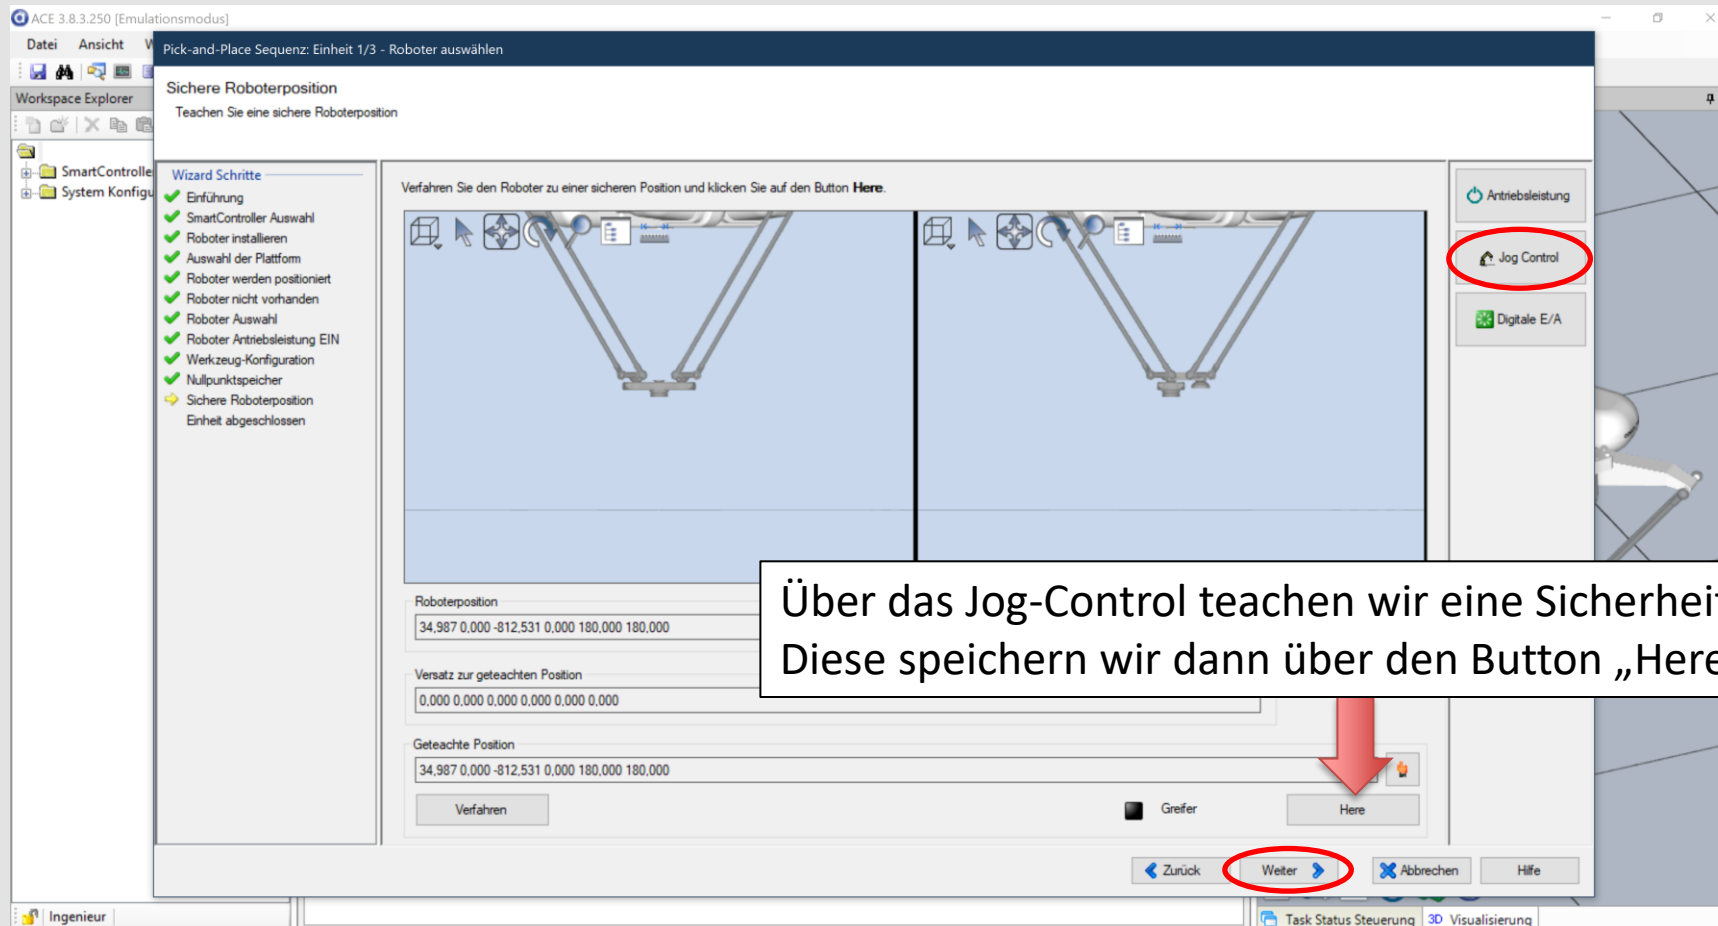 ACE 3.8.3.250 [Emulationsmodus]
Datei Ansicht
Pick-and-Place Sequenz: Einheit 1/3 - Roboter auswählen
Sichere Roboterposition
Teachen Sie eine sichere Roboterposition
Workspace Explorer
SmartControlle
System Konfigu
Wizard Schritte
Einführung
SmartController Auswahl
Roboter installieren
Auswahl der Plattform
Roboter werden positioniert
Roboter nicht vorhanden
Roboter Auswahl
Roboter Antriebsleistung EIN
Werkzeug-Konfiguration
Nullpunktspeicher
Sichere Roboterposition
Einheit abgeschlossen
Verfahren Sie den Roboter zu einer sicheren Position und klicken Sie auf den Button Here.
Antriebsleistung
Jog Control
Digitale E/A
Über das Jog-Control teachen wir eine Sicherheit
Diese speichern wir dann über den Button „Here
Roboterposition
34,987 0,000 -812,531 0,000 180,000 180,000
Versatz zur geteachten Position
0,000 0,000 0,000 0,000 0,000 0,000
Geteachte Position
34,987 0,000 -812,531 0,000 180,000 180,000
Verfahren
Greifer
Here
Zurück
Weiter
Abbrechen
Hilfe
Ingenieur
Task Status Steuerung
3D Visualisierung